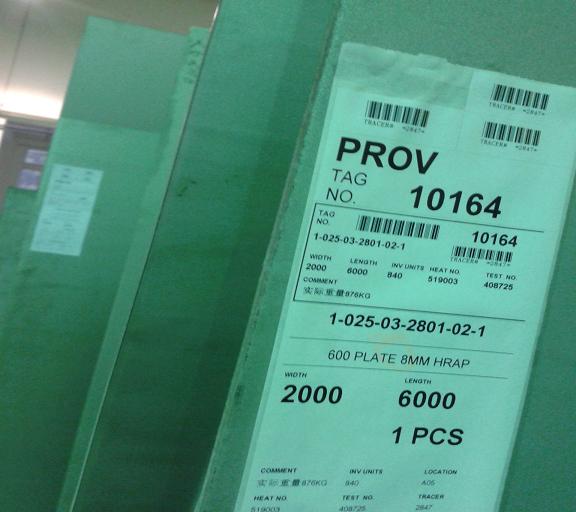 TRACER# *2847*
TRACER# *2847*
TRACER# *2847*
PROV
TAG
NO.
10164
TAG
NO.
10164
1-025-03-2801-02-1
TRACER# *2847*
WIDTH LENGTH INV UNITS HEAT NO. TEST NO.
2000 6000 840 519003 408725
COMMENT
实际重量876KG
1-025-03-2801-02-1
600 PLATE 8MM HRAP
WIDTH LENGTH
2000 6000
1 PCS
COMMENT INV UNITS LOCATION
实际重量876KG 840 A05
HEAT NO. TEST NO. TRACER
519003 408725 2847